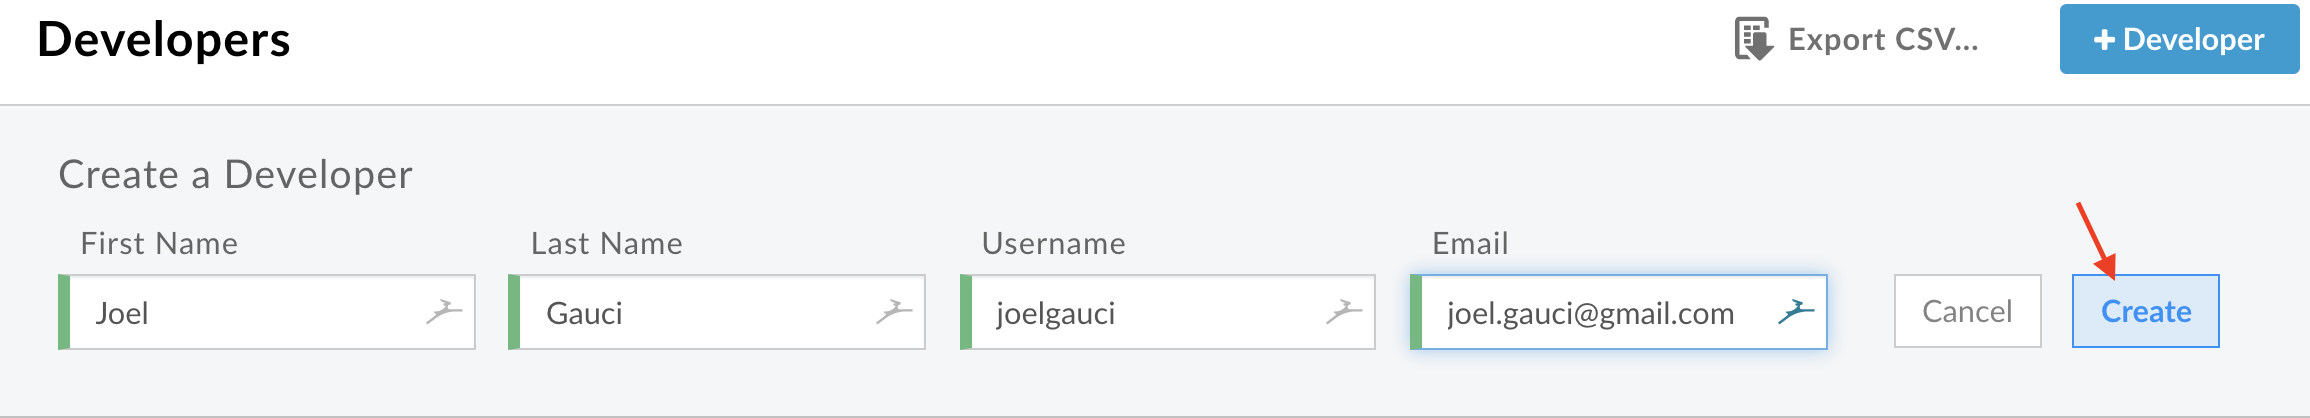 Developers
Export CSV...
+ Developer
Create a Developer
First Name
Last Name
Username
Email
Joel
Gauci
joelgauci
joel.gauci@gmail.com
Cancel
Create